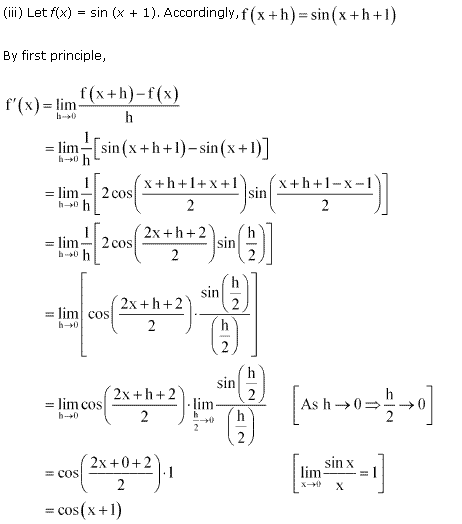 (iii) Let f(x) = sin (x + 1). Accordingly, f(x+h)=sin(x+h+1)
By first principle,
f′(x)=lim_{h→0} (f(x+h)−f(x))/h
=lim_{h→0} 1/h[sin(x+h+1)−sin(x+1)]
=lim_{h→0} 1/h[2cos((x+h+1+x+1)/2)sin((x+h+1−x−1)/2)]
=lim_{h→0} 1/h[2cos((2x+h+2)/2)sin(h/2)]
=lim_{h→0}[cos((2x+h+2)/2)·sin(h/2)/(h/2)]
=lim_{h→0} cos((2x+h+2)/2)·lim_{h/2→0} sin(h/2)/(h/2) [As h→0⇒h/2→0]
=cos((2x+0+2)/2)·1 [lim_{x→0} sin x/x=1]
=cos(x+1)